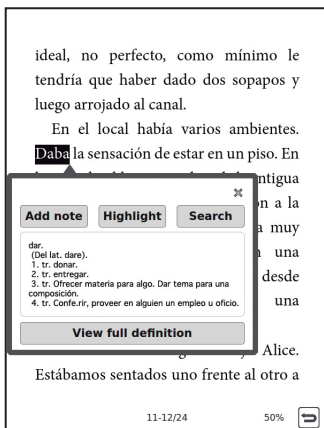 ideal, no perfecto, como mínimo le
tendría que haber dado dos sopapos y
luego arrojado al canal.
En el local había varios ambientes.
Daba la sensación de estar en un piso. En
ntigua
n a la
a muy
una
desde
una
Add note Highlight Search
dar.
(Del lat. dare).
1. tr. donar.
2. tr. entregar.
3. tr. Ofrecer materia para algo. Dar tema para una
composición.
4. tr. Confe.rir, proveer en alguien un empleo u oficio.
View full definition
Alice.
Estábamos sentados uno frente al otro a
11-12/24 50%